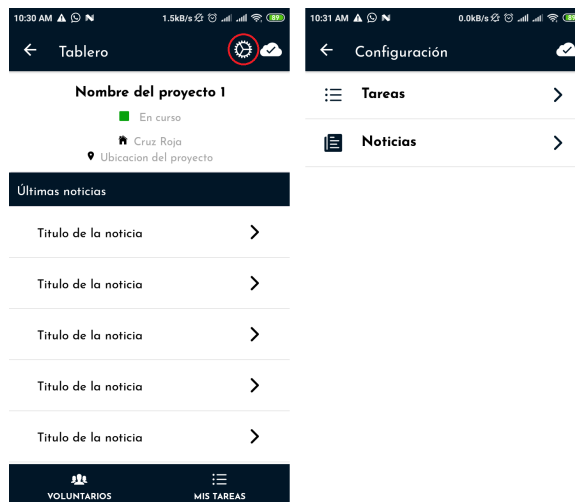 10:30 AM 1.5kB/s 89
Tablero
Nombre del proyecto 1
En curso
Cruz Roja
Ubicacion del proyecto
Últimas noticias
Titulo de la noticia
Titulo de la noticia
Titulo de la noticia
Titulo de la noticia
Titulo de la noticia
VOLUNTARIOS MIS TAREAS
10:31 AM 0.0kB/s 89
Configuración
Tareas
Noticias